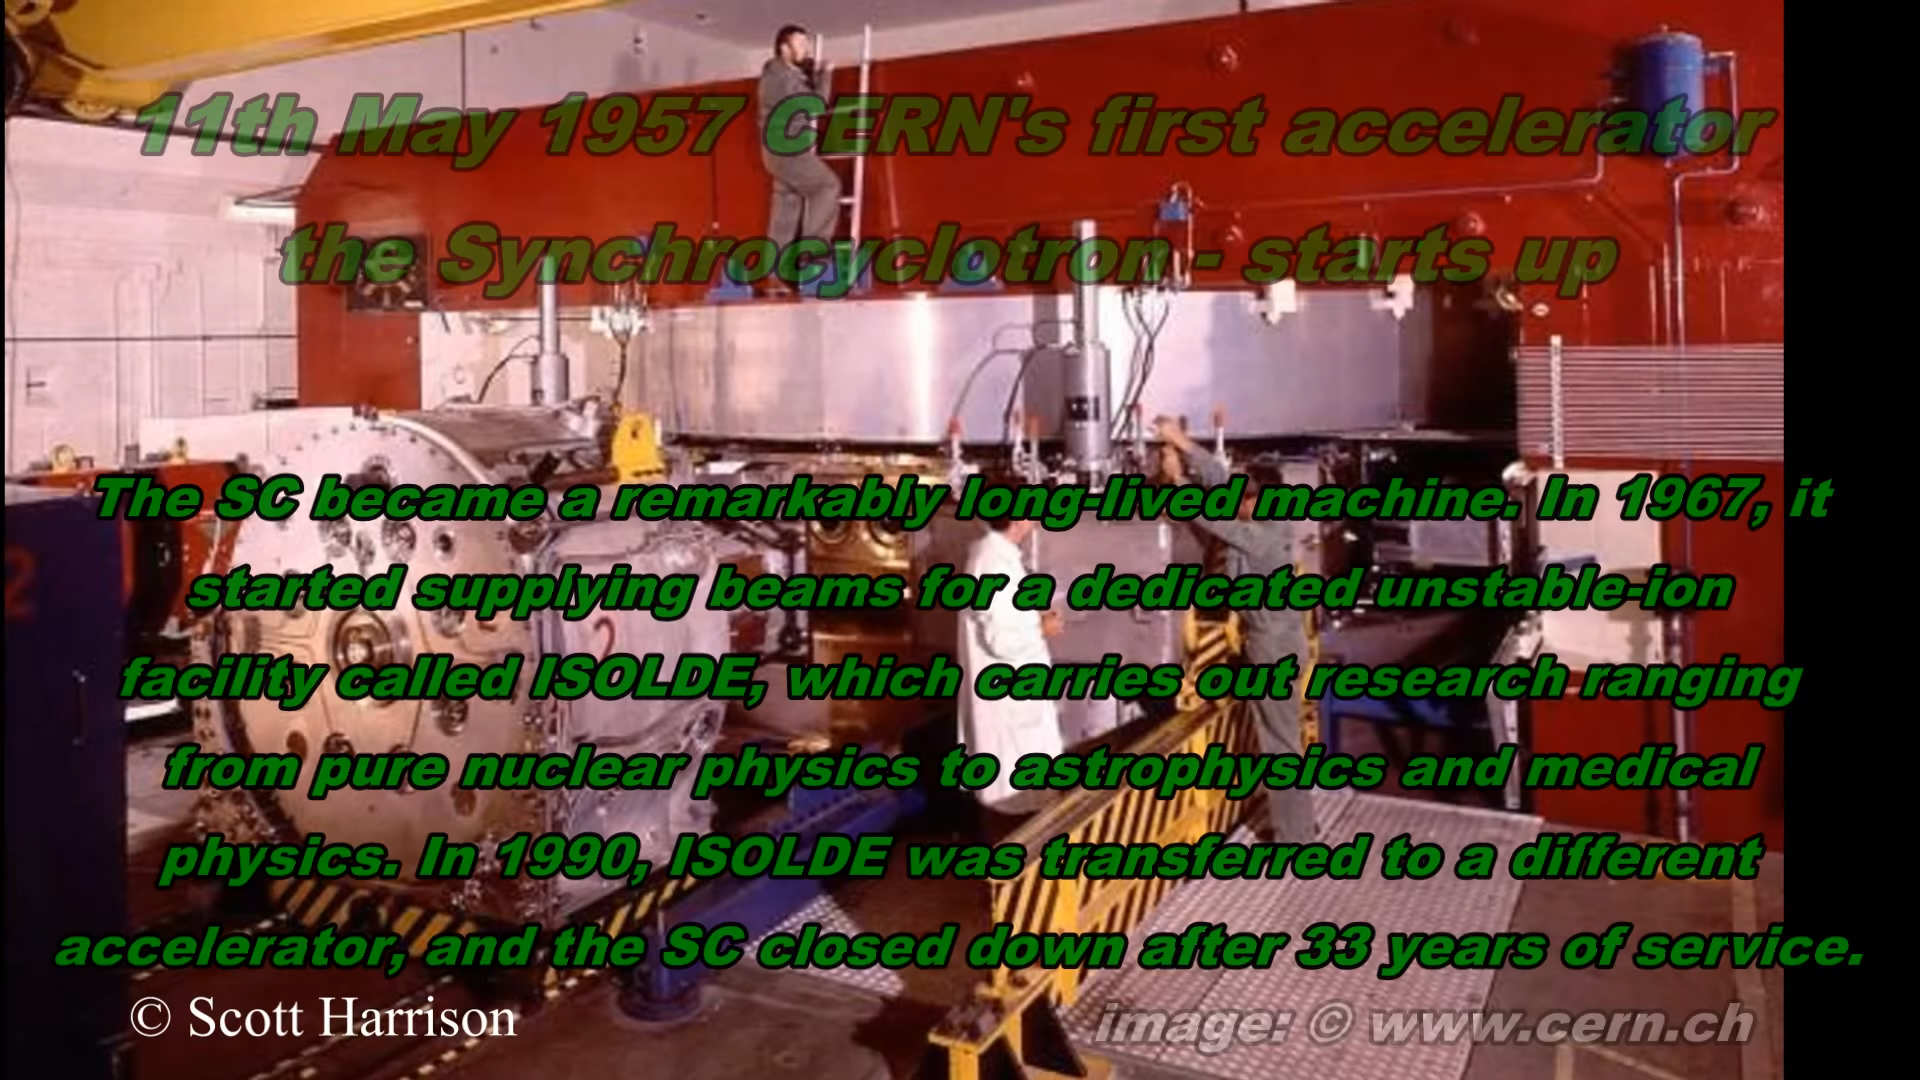 11th May 1957 CERN's first accelerator
the Synchrocyclotron - starts up
The SC became a remarkably long-lived machine. In 1967, it
started supplying beams for a dedicated unstable-ion
facility called ISOLDE, which carries out research ranging
from pure nuclear physics to astrophysics and medical
physics. In 1990, ISOLDE was transferred to a different
accelerator, and the SC closed down after 33 years of service.
© Scott Harrison
image: © www.cern.ch
2
2